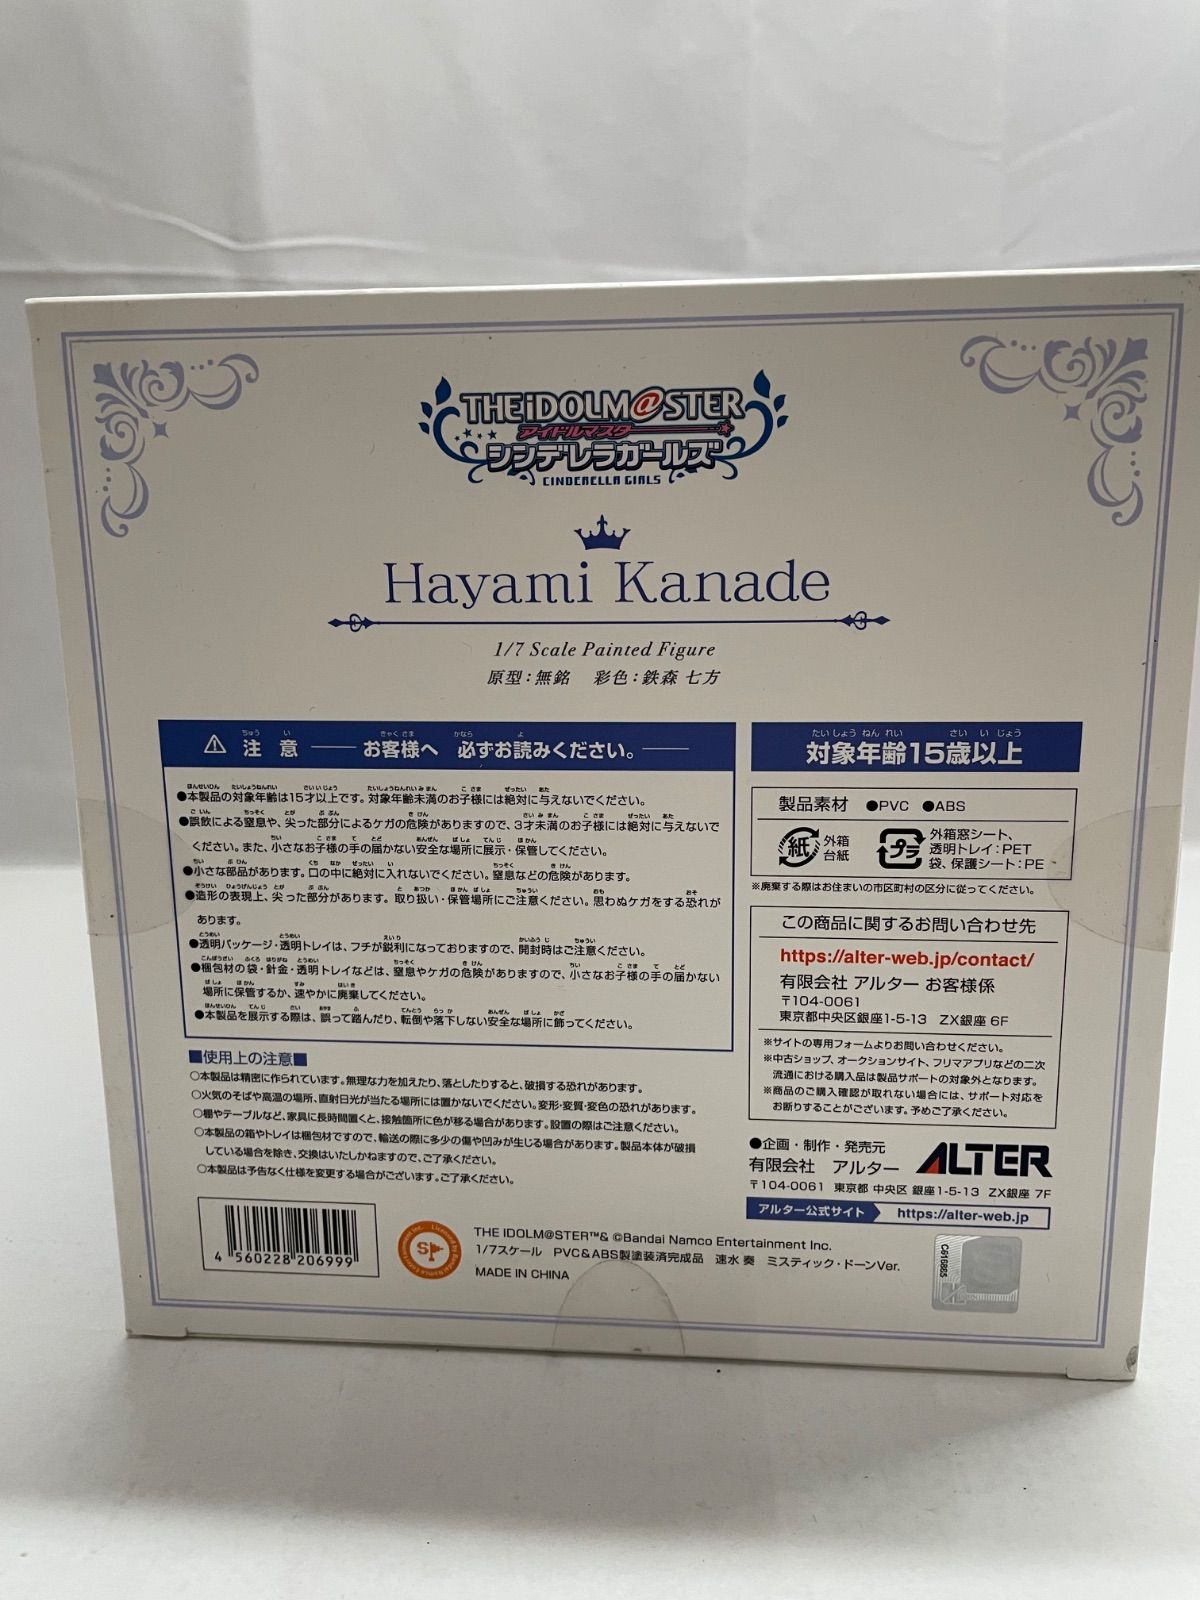 THE iDOLM@STER
アイドルマスター
シンデレラガールズ
CINDERELLA GIRLS
Hayami Kanade
1/7 Scale Painted Figure
原型:無銘 彩色:鉄森 七方
⚠ 注意 ── お客様へ 必ずお読みください。──
●本製品の対象年齢は15才以上です。対象年齢未満のお子様には絶対に与えないでください。
●誤飲による窒息や、尖った部分によるケガの危険がありますので、3才未満のお子様には絶対に与えないで
ください。また、小さなお子様の手の届かない安全な場所に展示・保管してください。
●小さな部品があります。口の中に絶対に入れないでください。窒息などの危険があります。
●造形の表現上、尖った部分があります。取り扱い・保管場所にご注意ください。思わぬケガをする恐れが
あります。
●透明パッケージ・透明トレイは、フチが鋭利になっておりますので、開封時はご注意ください。
●梱包材の袋・針金・透明トレイなどは、窒息やケガの危険がありますので、小さなお子様の手の届かない
場所に保管するか、速やかに廃棄してください。
●本製品を展示する際は、誤って踏んだり、転倒や落下しない安全な場所に飾ってください。
■使用上の注意■
○本製品は精密に作られています。無理な力を加えたり、落としたりすると、破損する恐れがあります。
○火気のそばや高温の場所、直射日光が当たる場所には置かないでください。変形・変質・変色の恐れがあります。
○棚やテーブルなど、家具に長時間置くと、接触箇所に色が移る場合があります。設置の際はご注意ください。
○本製品の箱やトレイは梱包材ですので、輸送の際に多少の傷や凹みが生じる場合があります。製品本体が破損
している場合を除き、交換はいたしかねますので、ご了承ください。
○本製品は予告なく仕様を変更する場合がございます。ご了承ください。
対象年齢15歳以上
製品素材 ●PVC ●ABS
紙 外箱
台紙
プラ 外箱窓シート、
透明トレイ:PET
袋、保護シート:PE
※廃棄する際はお住まいの市区町村の区分に従ってください。
この商品に関するお問い合わせ先
https://alter-web.jp/contact/
有限会社 アルター お客様係
〒104-0061
東京都中央区銀座1-5-13 ZX銀座 6F
※サイトの専用フォームよりお問い合わせください。
※中古ショップ、オークションサイト、フリマアプリなどの二次
流通における購入品は製品サポートの対象外となります。
※商品のご購入確認が取れない場合には、サポート対応を
お断りすることがございます。予めご了承ください。
●企画・制作・発売元
有限会社 アルター ALTER
〒104-0061 東京都 中央区 銀座1-5-13 ZX銀座 7F
アルター公式サイト https://alter-web.jp
4 560228 206999
THE IDOLM@STER™& ©Bandai Namco Entertainment Inc.
1/7スケール PVC&ABS製塗装済完成品 速水 奏 ミスティック・ドーンVer.
MADE IN CHINA